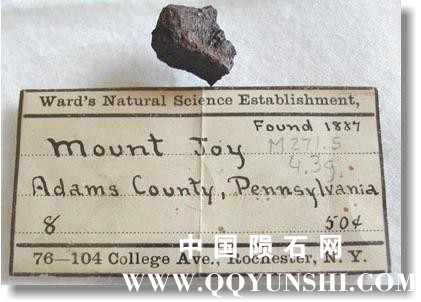 Ward's Natural Science Establishment,
Found 1887
Mount Joy
M271.5
4.3g
Adams County, Pennsylvania
8 50¢
中国陨石网
76—104 College Ave., Rochester, N. Y.
WWW.QQYUNSHI.COM